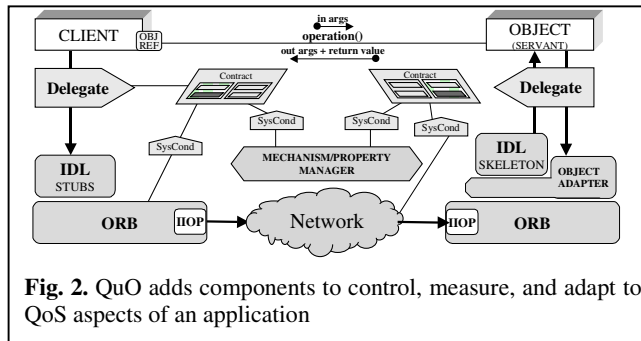 in args
CLIENT
OBJ
REF
operation()
OBJECT
(SERVANT)
out args + return value
Delegate
Contract
Contract
Delegate
SysCond
SysCond
SysCond
SysCond
MECHANISM/PROPERTY
MANAGER
IDL
STUBS
IDL
SKELETON
OBJECT
ADAPTER
ORB
IIOP
Network
IIOP
ORB
Fig. 2. QuO adds components to control, measure, and adapt to
QoS aspects of an application